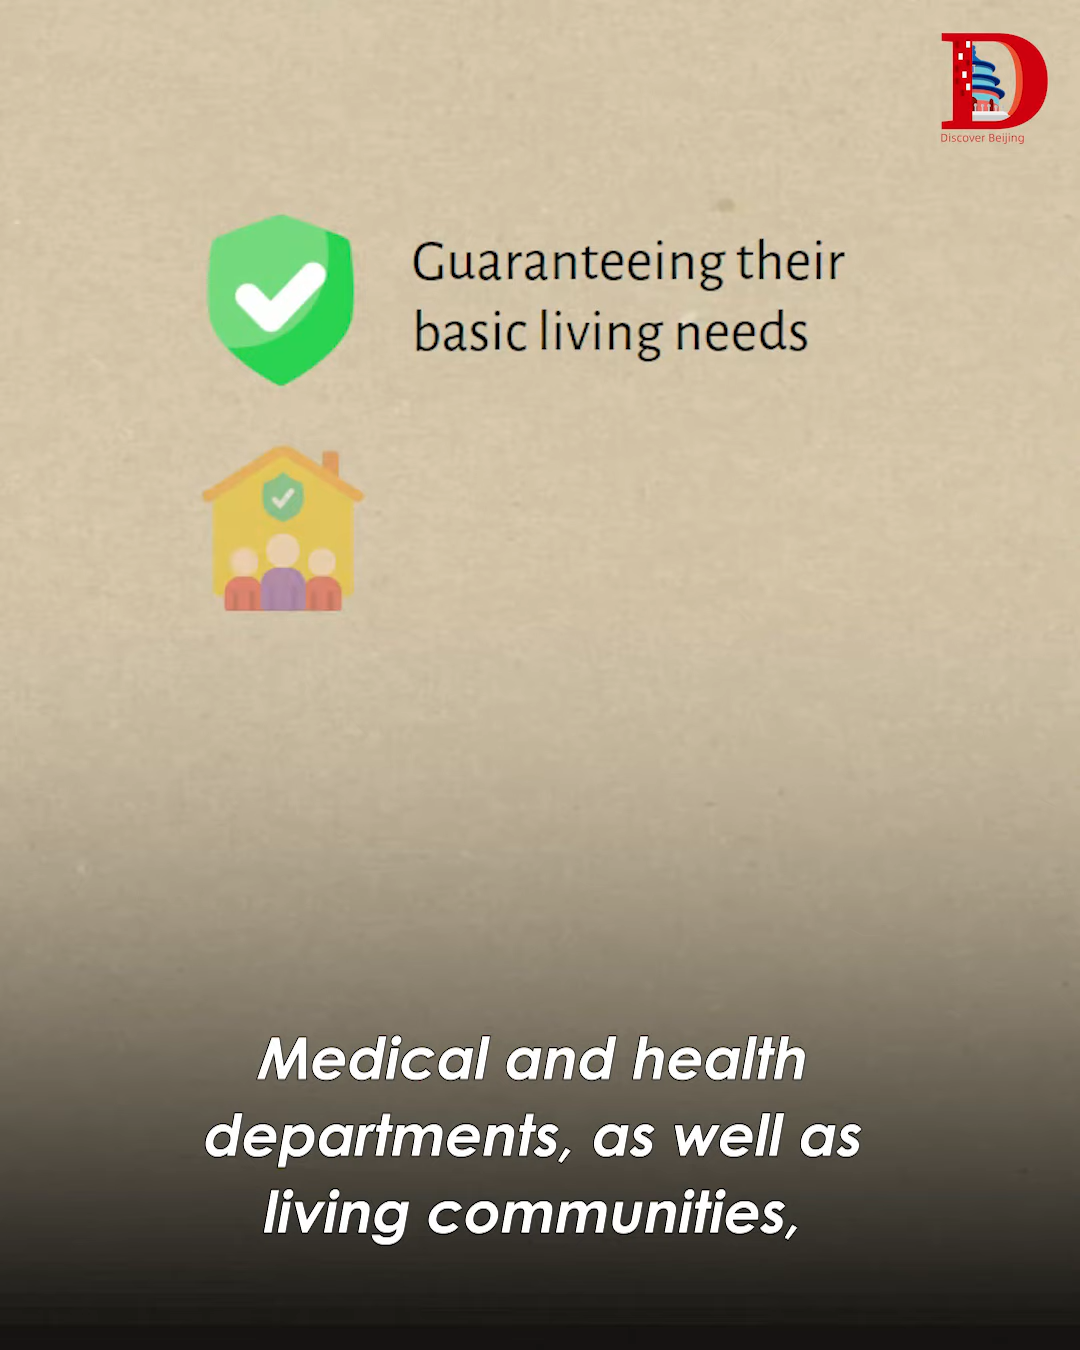 Discover Beijing
Guaranteeing their
basic living needs
Medical and health
departments, as well as
living communities,